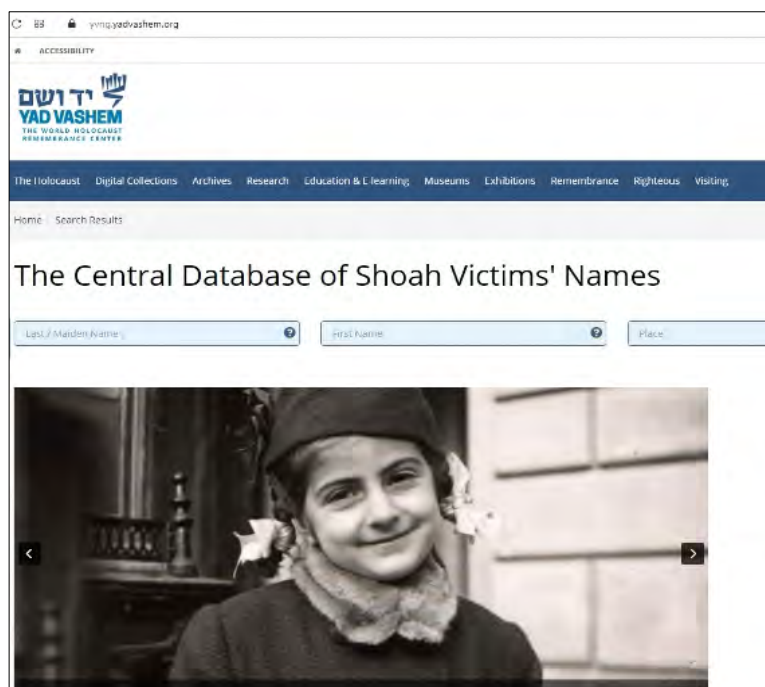 yvng.yadvashem.org
ACCESSIBILITY
יד ושם
YAD VASHEM
THE WORLD HOLOCAUST
REMEMBRANCE CENTER
The Holocaust Digital Collections Archives Research Education & E-learning Museums Exhibitions Remembrance Righteous Visiting
Home Search Results
The Central Database of Shoah Victims' Names
Last / Maiden Name ? First Name ? Place